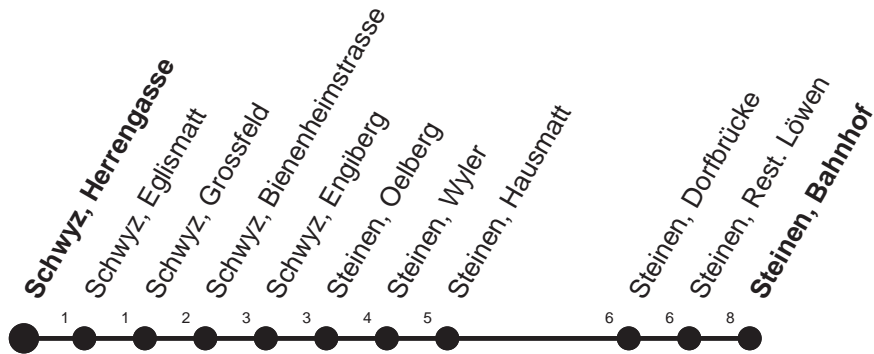 Schwyz, Herrengasse
Schwyz, Eglismatt
Schwyz, Grossfeld
Schwyz, Bienenheimstrasse
Schwyz, Engiberg
Steinen, Oelberg
Steinen, Wyler
Steinen, Hausmatt
Steinen, Dorfbrücke
Steinen, Rest. Löwen
Steinen, Bahnhof
1 1 2 3 3 4 5 6 6 8